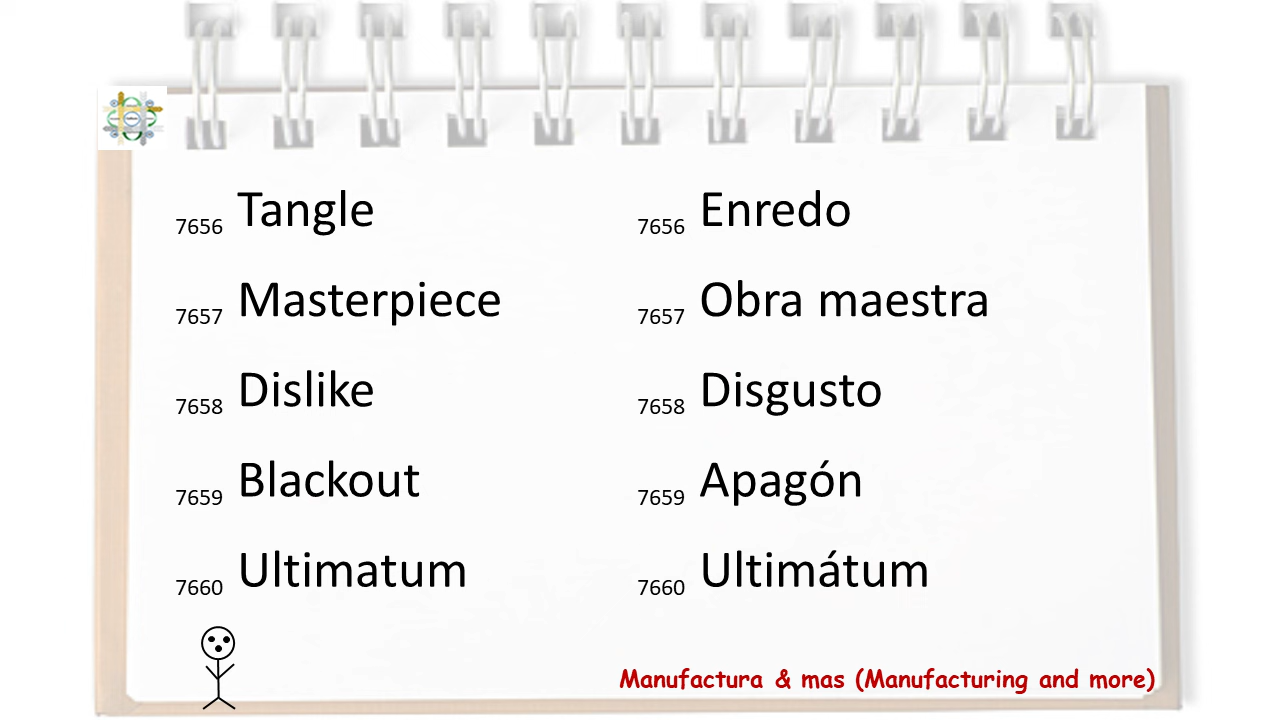 7656 Tangle 7656 Enredo
7657 Masterpiece 7657 Obra maestra
7658 Dislike 7658 Disgusto
7659 Blackout 7659 Apagón
7660 Ultimatum 7660 Ultimátum
Manufactura & mas (Manufacturing and more)